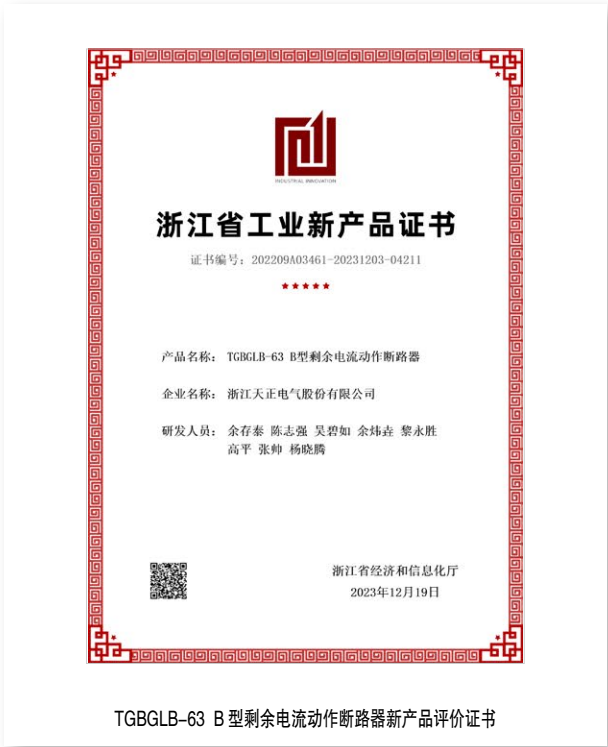 INDUSTRIAL INNOVATION
浙江省工业新产品证书
证书编号：202209A03461-20231203-04211
产品名称： TGBGLB-63 B型剩余电流动作断路器
企业名称： 浙江天正电气股份有限公司
研发人员： 余存泰 陈志强 吴碧如 余炜垚 黎永胜
高平 张帅 杨晓腾
浙江省经济和信息化厅
2023年12月19日
TGBGLB-63 B型剩余电流动作断路器新产品评价证书